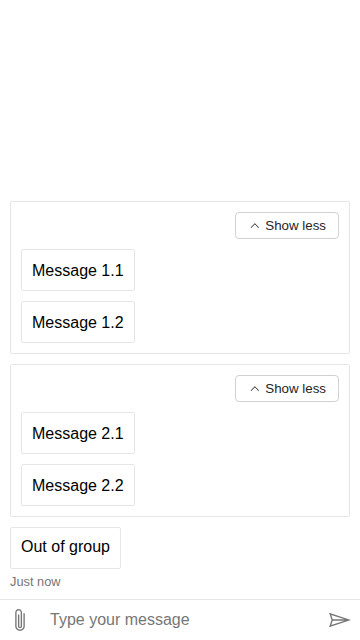 Show less
Message 1.1
Message 1.2
Show less
Message 2.1
Message 2.2
Out of group
Just now
Type your message